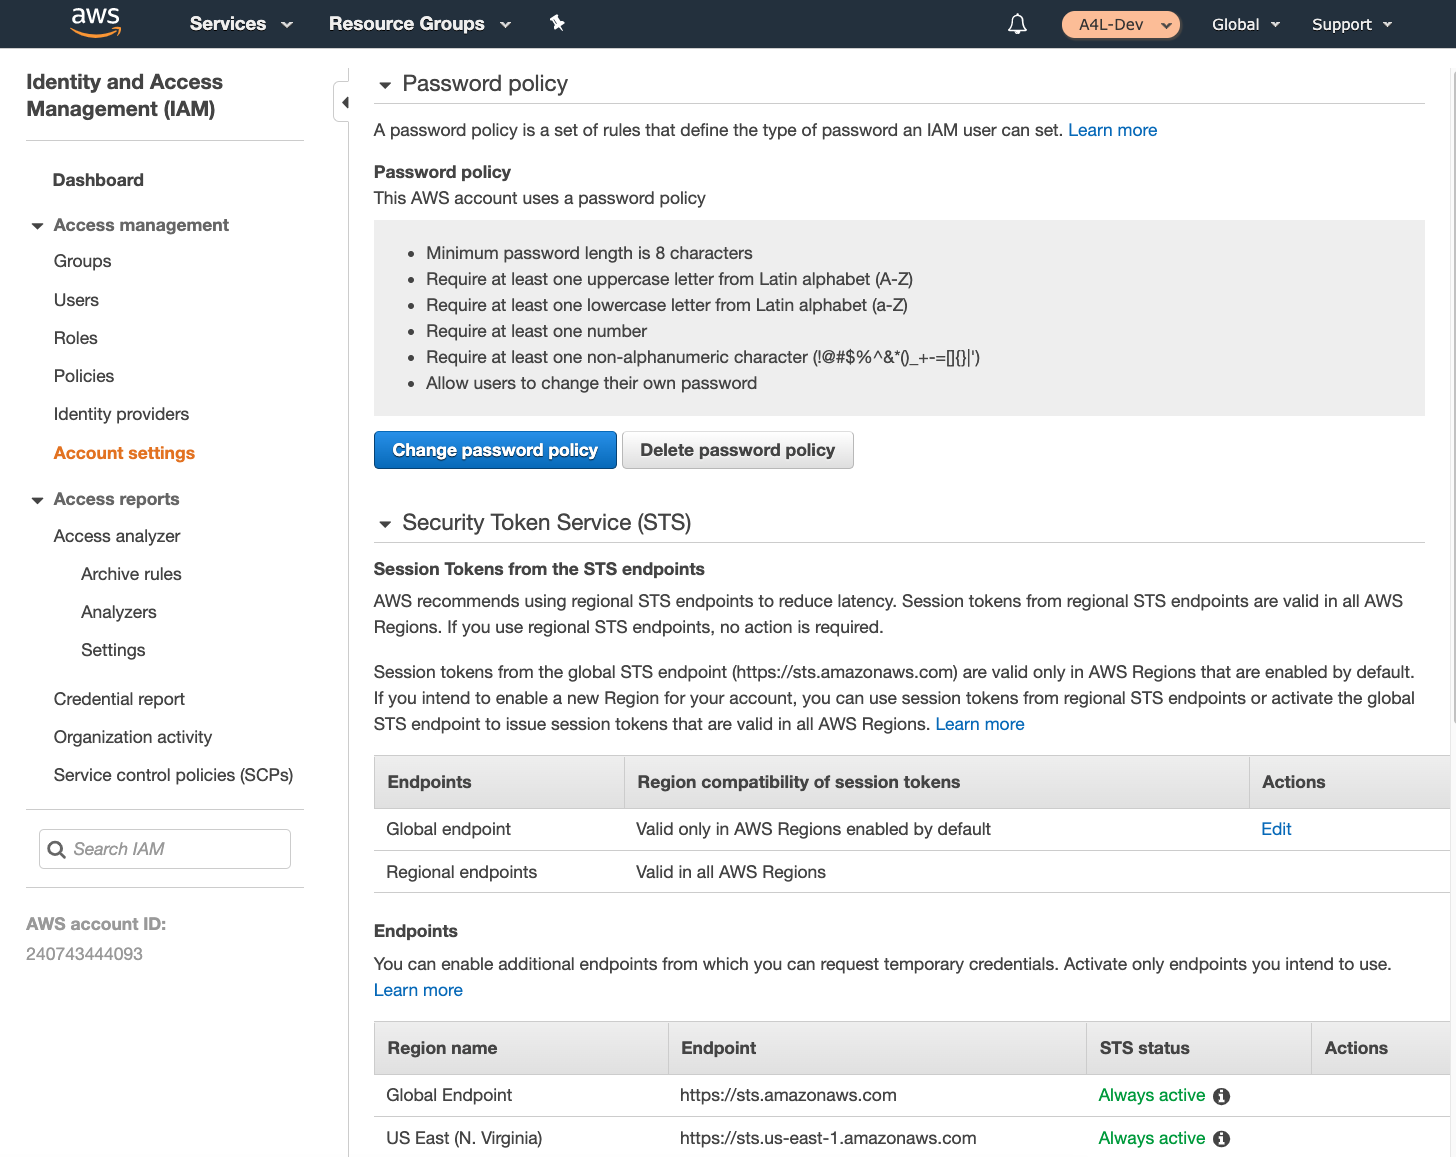 aws
Services
Resource Groups
A4L-Dev
Global
Support
Identity and Access
Management (IAM)
Dashboard
Access management
Groups
Users
Roles
Policies
Identity providers
Account settings
Access reports
Access analyzer
Archive rules
Analyzers
Settings
Credential report
Organization activity
Service control policies (SCPs)
Search IAM
AWS account ID:
240743444093
Password policy
A password policy is a set of rules that define the type of password an IAM user can set. Learn more
Password policy
This AWS account uses a password policy
• Minimum password length is 8 characters
• Require at least one uppercase letter from Latin alphabet (A-Z)
• Require at least one lowercase letter from Latin alphabet (a-Z)
• Require at least one number
• Require at least one non-alphanumeric character (!@#$%^&*()_+-=[]{}|')
• Allow users to change their own password
Change password policy
Delete password policy
Security Token Service (STS)
Session Tokens from the STS endpoints
AWS recommends using regional STS endpoints to reduce latency. Session tokens from regional STS endpoints are valid in all AWS
Regions. If you use regional STS endpoints, no action is required.
Session tokens from the global STS endpoint (https://sts.amazonaws.com) are valid only in AWS Regions that are enabled by default.
If you intend to enable a new Region for your account, you can use session tokens from regional STS endpoints or activate the global
STS endpoint to issue session tokens that are valid in all AWS Regions. Learn more
Endpoints Region compatibility of session tokens Actions
Global endpoint Valid only in AWS Regions enabled by default Edit
Regional endpoints Valid in all AWS Regions
Endpoints
You can enable additional endpoints from which you can request temporary credentials. Activate only endpoints you intend to use.
Learn more
Region name Endpoint STS status Actions
Global Endpoint https://sts.amazonaws.com Always active
US East (N. Virginia) https://sts.us-east-1.amazonaws.com Always active